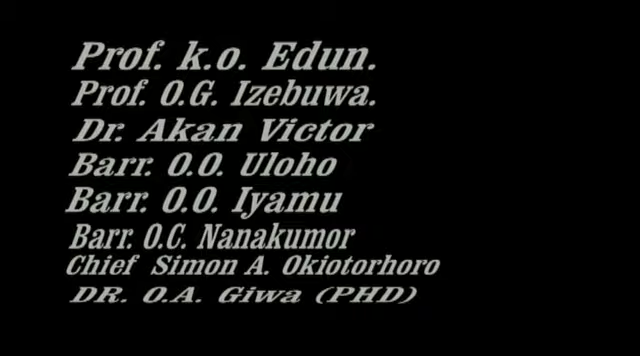 Prof. k.o. Edun.
Prof. O.G. Izebuwa.
Dr. Akan Victor
Barr. O.O. Uloho
Barr. O.O. Iyamu
Barr. O.C. Nanakumor
Chief Simon A. Okiotorhoro
DR. O.A. Giwa (PHD)